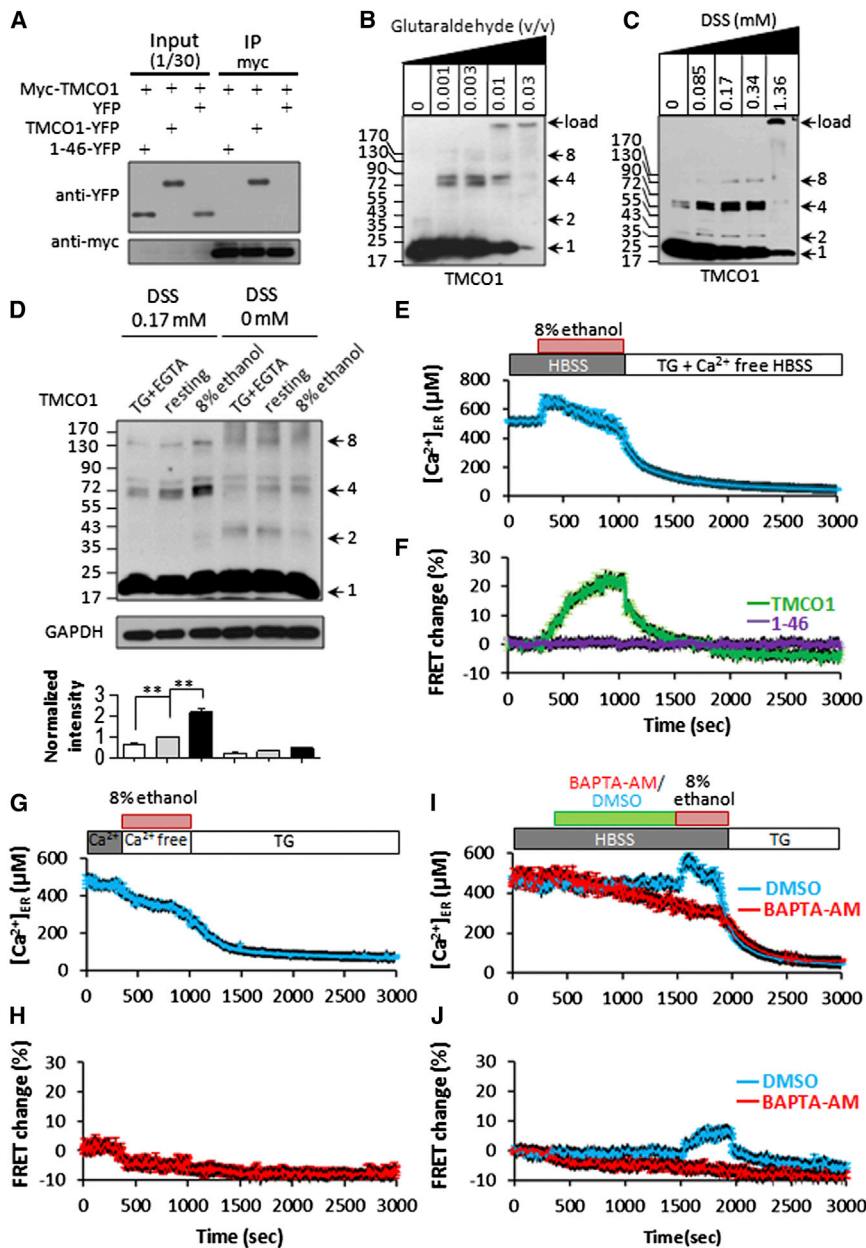 A
Input
(1/30)
IP
myc
Myc-TMCO1
+ + + + + +
YFP
+ +
TMCO1-YFP
+ +
1-46-YFP
+ +
anti-YFP
anti-myc
B
Glutaraldehyde (v/v)
0 0.001 0.003 0.01 0.03
170
130
90
72
55
43
35
25
17
load
8
4
2
1
TMCO1
C
DSS (mM)
0 0.085 0.17 0.34 1.36
170
130
90
72
55
43
35
25
17
load
8
4
2
1
TMCO1
D
DSS
0.17 mM
DSS
0 mM
TMCO1
TG+EGTA resting 8% ethanol TG+EGTA resting 8% ethanol
170
130
90
72
55
43
35
25
17
8
4
2
1
GAPDH
Normalized
intensity
3
2
1
0
** **
E
8% ethanol
HBSS TG + Ca2+ free HBSS
[Ca2+]ER (µM)
800
600
400
200
0
0 500 1000 1500 2000 2500 3000
F
FRET change (%)
30
20
10
0
-10
TMCO1
1-46
0 500 1000 1500 2000 2500 3000
Time (sec)
G
8% ethanol
Ca2+ Ca2+ free TG
[Ca2+]ER (µM)
600
400
200
0
0 500 1000 1500 2000 2500 3000
H
FRET change (%)
30
20
10
0
-10
0 500 1000 1500 2000 2500 3000
Time (sec)
I
BAPTA-AM/
DMSO
8%
ethanol
HBSS TG
[Ca2+]ER (µM)
600
400
200
0
DMSO
BAPTA-AM
0 500 1000 1500 2000 2500 3000
J
FRET change (%)
30
20
10
0
-10
DMSO
BAPTA-AM
0 500 1000 1500 2000 2500 3000
Time(sec)